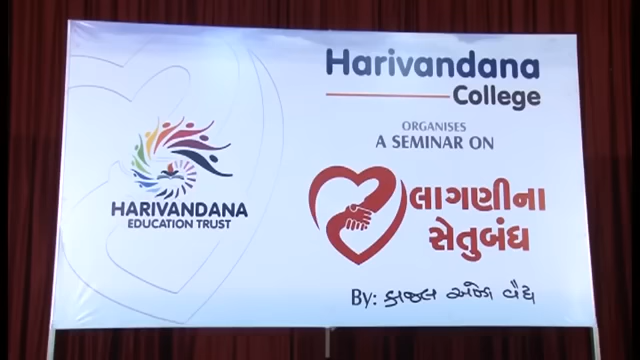 Harivandana
College
ORGANISES
A SEMINAR ON
લાગણીના
સેતુબંધ
By: કાજલ ઓઝા વૈદ્ય
HARIVANDANA
EDUCATION TRUST